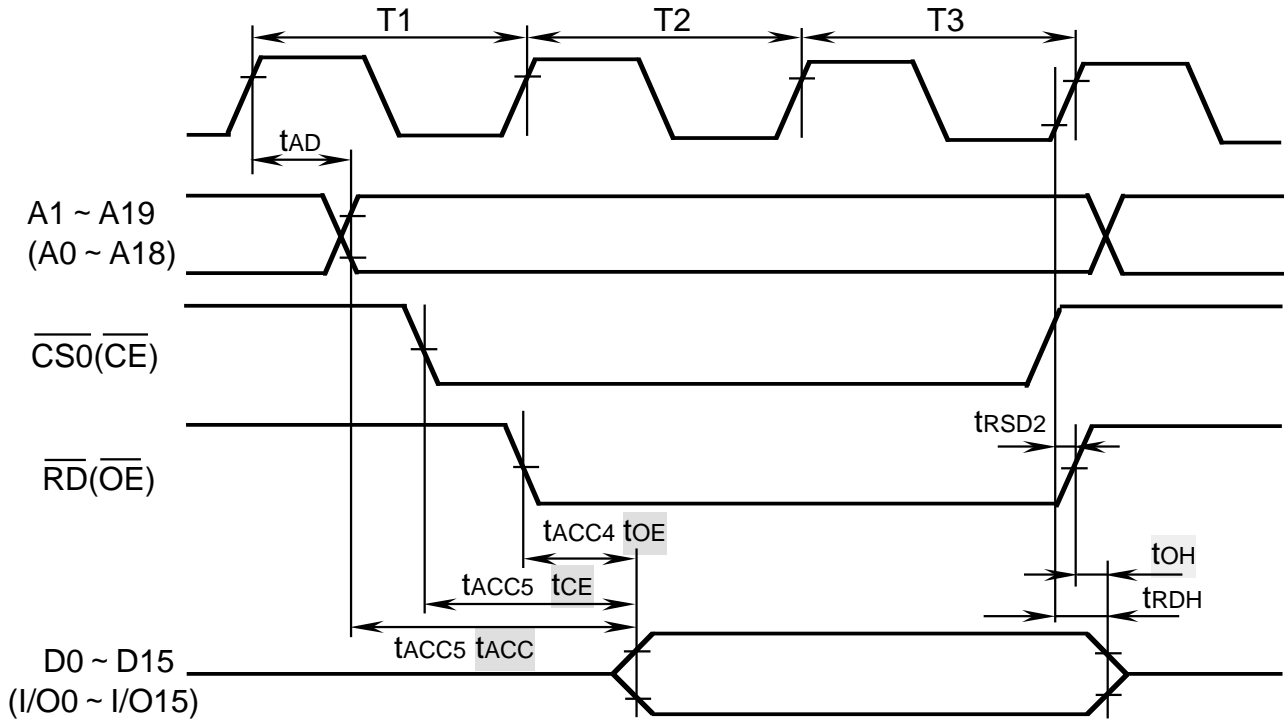 T1 T2 T3
tAD
A1 ~ A19
(A0 ~ A18)
CS0(CE)
tRSD2
RD(OE)
tACC4 tOE
tOH
tACC5 tCE
tRDH
tACC5 tACC
D0 ~ D15
(I/O0 ~ I/O15)